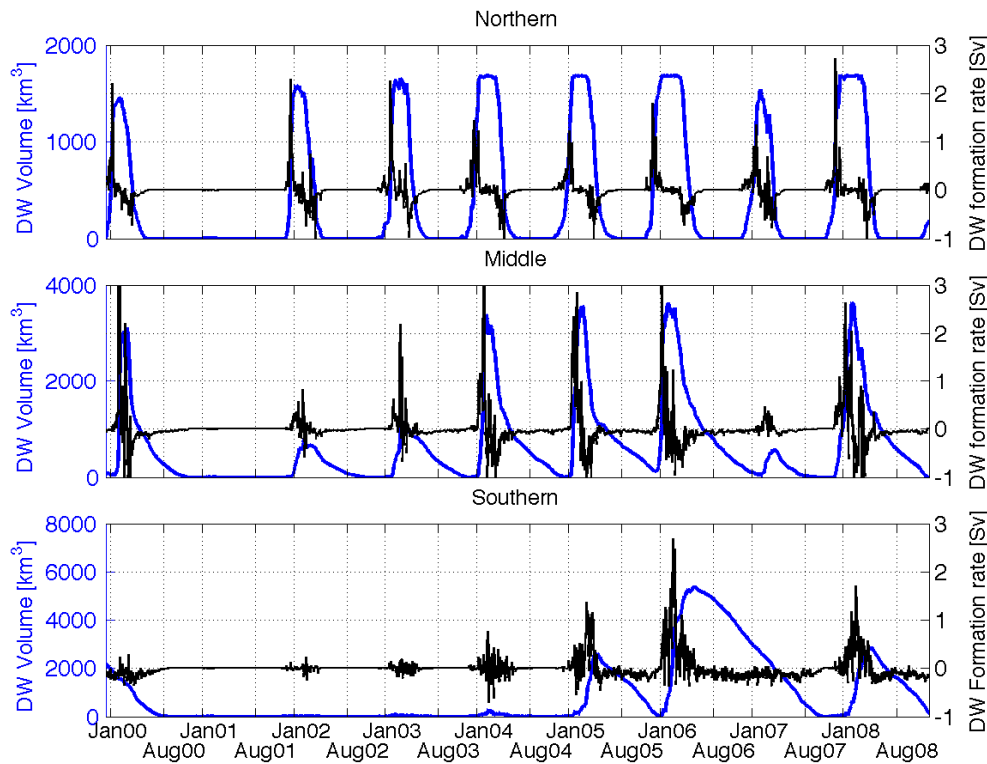 Northern
DW Volume [km³]
2000
1000
0
3
2
1
0
-1
DW formation rate [Sv]
Middle
DW Volume [km³]
4000
2000
0
3
2
1
0
-1
DW formation rate [Sv]
Southern
DW Volume [km³]
8000
6000
4000
2000
0
3
2
1
0
-1
DW Formation rate [Sv]
Jan00 Jan01 Jan02 Jan03 Jan04 Jan05 Jan06 Jan07 Jan08
Aug00 Aug01 Aug02 Aug03 Aug04 Aug05 Aug06 Aug07 Aug08